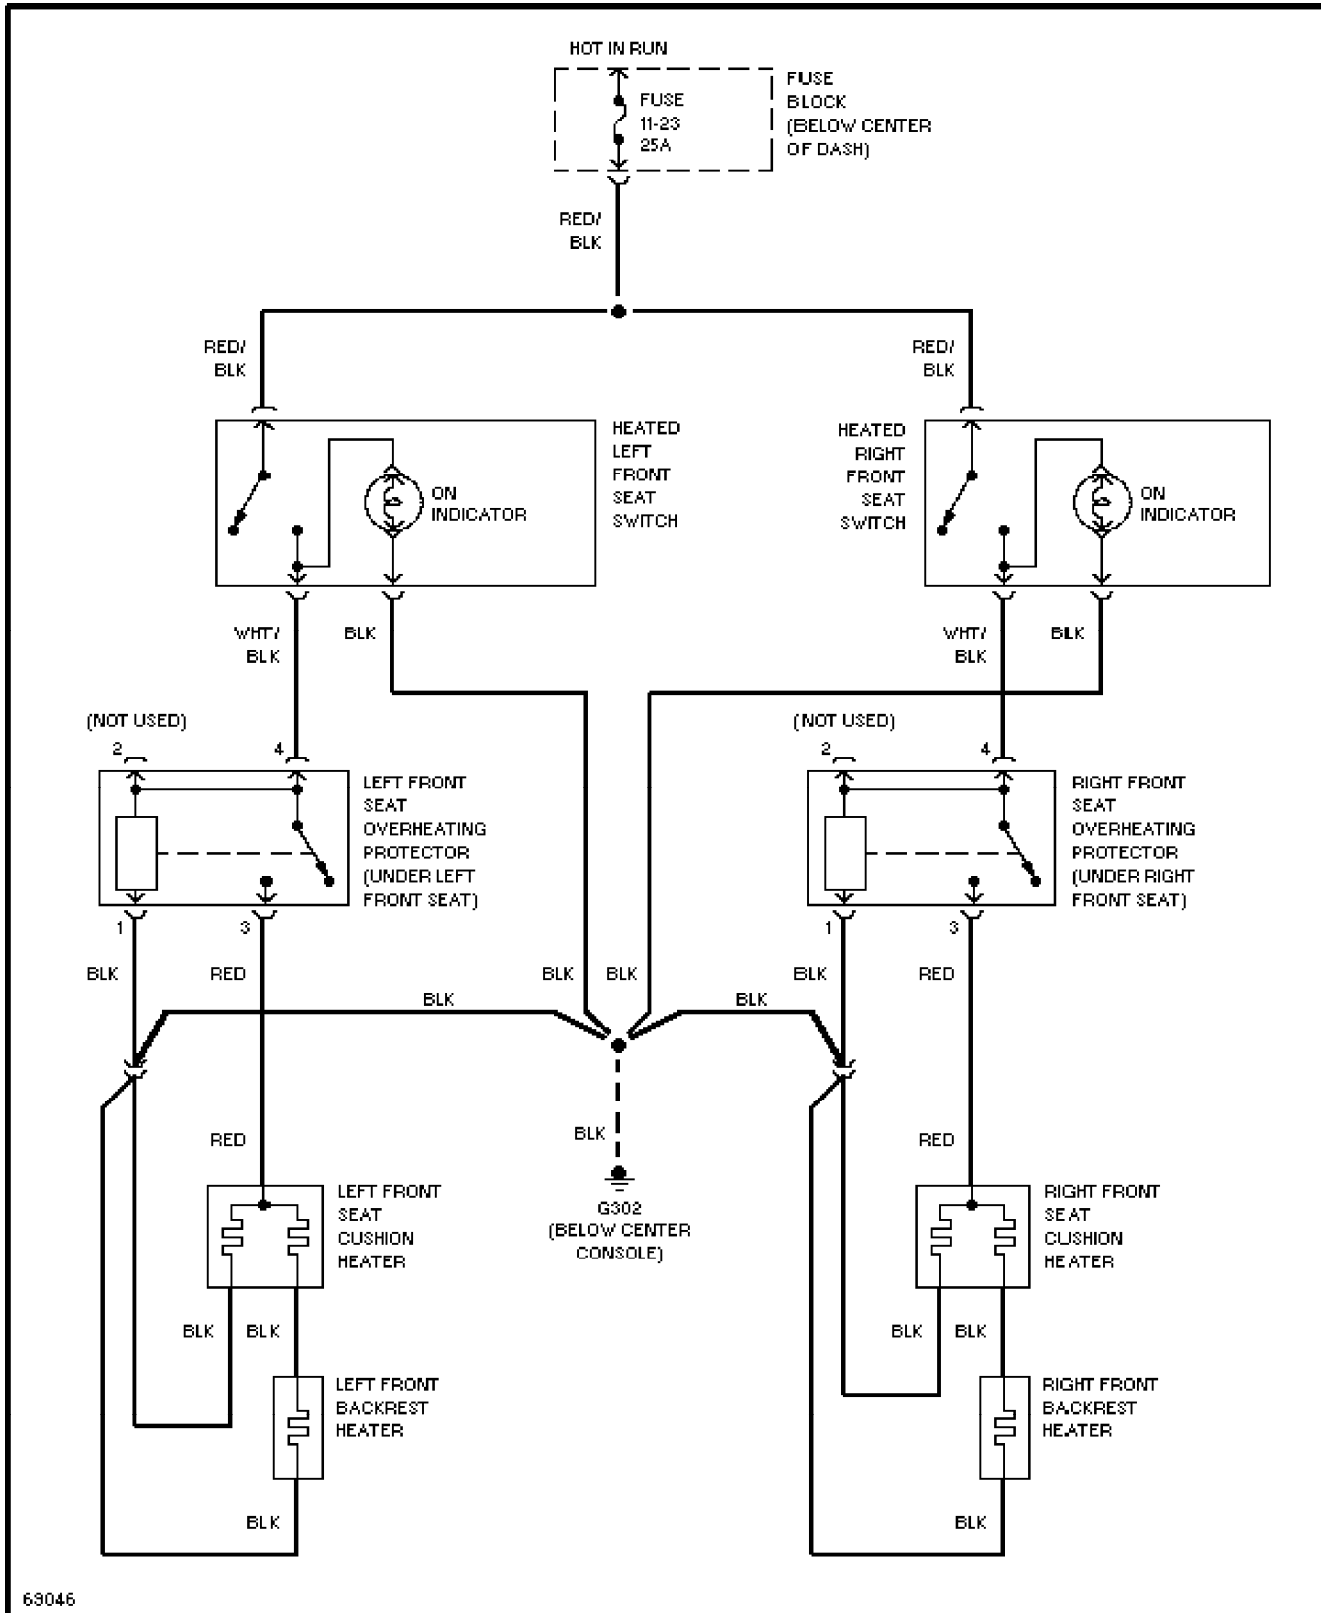 HOT IN RUN
FUSE
11-23
25A
FUSE
BLOCK
(BELOW CENTER
OF DASH)
RED/
BLK
RED/
BLK
RED/
BLK
HEATED
LEFT
FRONT
SEAT
SWITCH
ON
INDICATOR
HEATED
RIGHT
FRONT
SEAT
SWITCH
ON
INDICATOR
WHT/
BLK
BLK
WHT/
BLK
BLK
(NOT USED)
2
4
(NOT USED)
2
4
LEFT FRONT
SEAT
OVERHEATING
PROTECTOR
(UNDER LEFT
FRONT SEAT)
RIGHT FRONT
SEAT
OVERHEATING
PROTECTOR
(UNDER RIGHT
FRONT SEAT)
1
3
1
3
BLK
RED
BLK
BLK
BLK
RED
BLK
BLK
RED
BLK
RED
G302
(BELOW CENTER
CONSOLE)
LEFT FRONT
SEAT
CUSHION
HEATER
RIGHT FRONT
SEAT
CUSHION
HEATER
BLK
BLK
BLK
BLK
LEFT FRONT
BACKREST
HEATER
RIGHT FRONT
BACKREST
HEATER
BLK
BLK
69046